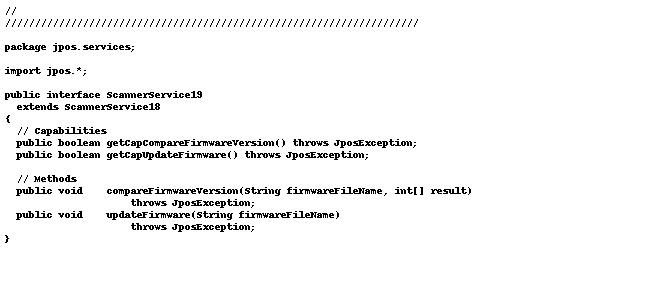 //
//////////////////////////////////////////////////////////////////////

package jpos.services;

import jpos.*;

public interface ScannerService19
  extends ScannerService18
{
  // Capabilities
  public boolean getCapCompareFirmwareVersion() throws JposException;
  public boolean getCapUpdateFirmware() throws JposException;

  // Methods
  public void    compareFirmwareVersion(String firmwareFileName, int[] result)
                     throws JposException;
  public void    updateFirmware(String firmwareFileName)
                     throws JposException;
}